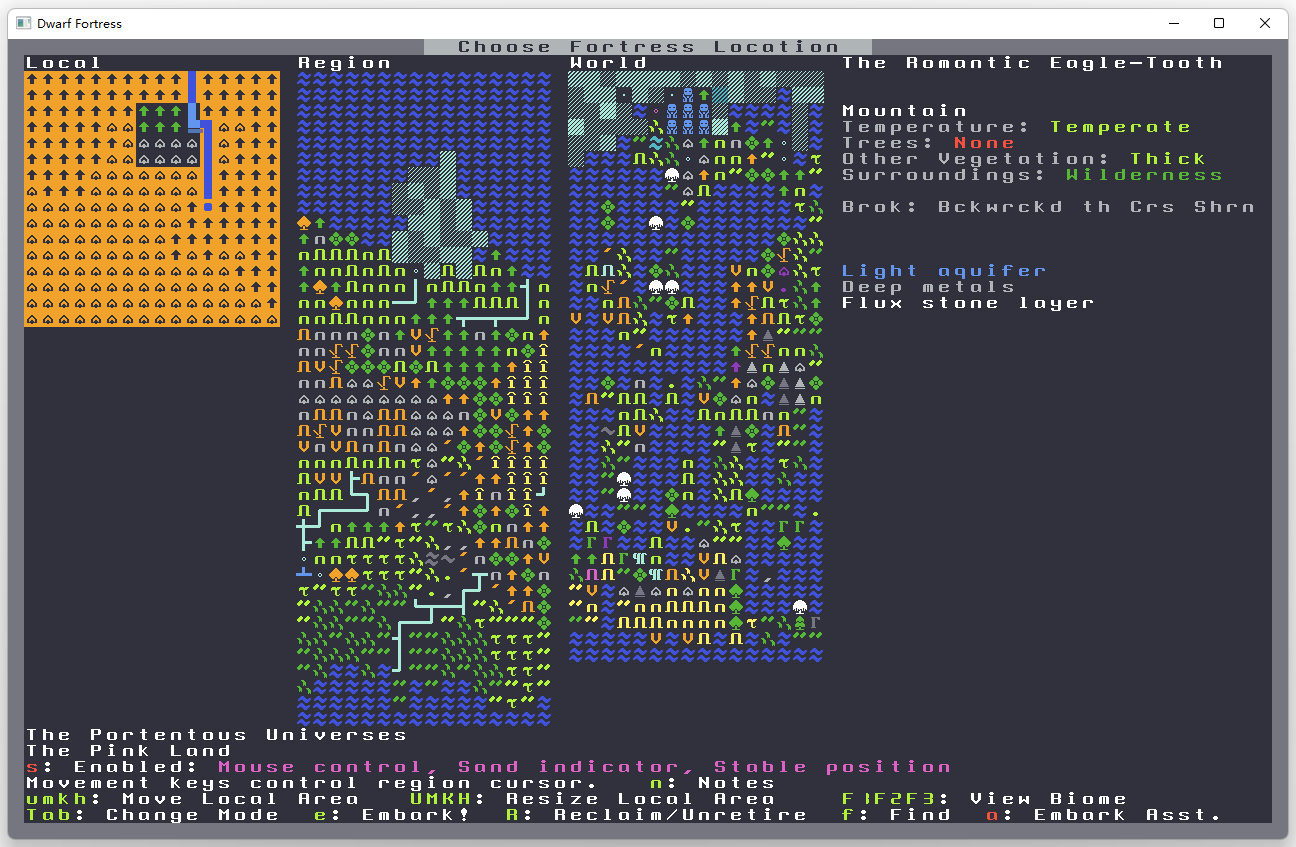 Dwarf Fortress
Choose Fortress Location
Local Region World The Romantic Eagle-Tooth
Mountain
Temperature: Temperate
Trees: None
Other Vegetation: Thick
Surroundings: Wilderness
Brok: Bckwrckd th Crs Shrn
Light aquifer
Deep metals
Flux stone layer
The Portentous Universes
The Pink Land
s: Enabled: Mouse control, Sand indicator, Stable position
Movement keys control region cursor. n: Notes
umkh: Move Local Area UMKH: Resize Local Area F1F2F3: View Biome
Tab: Change Mode e: Embark! R: Reclaim/Unretire f: Find a: Embark Asst.